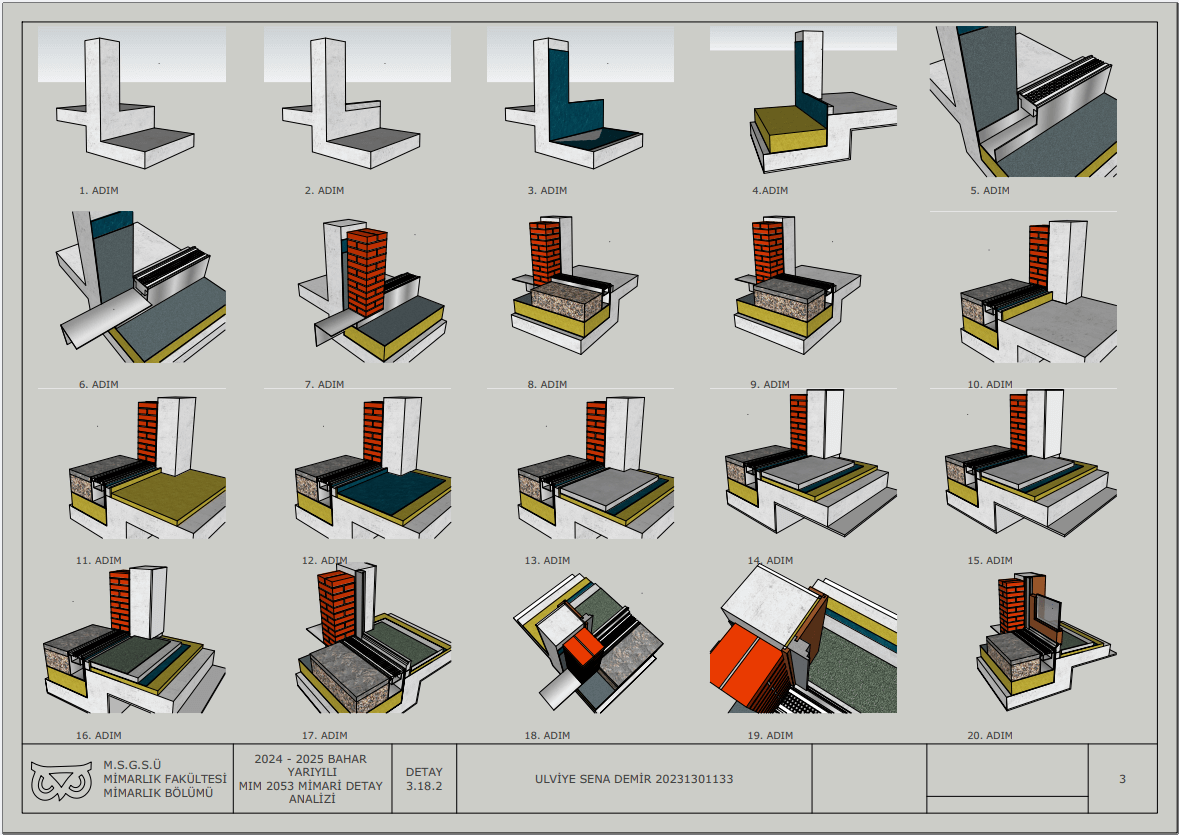 1. ADIM
2. ADIM
3. ADIM
4.ADIM
5. ADIM
6. ADIM
7. ADIM
8. ADIM
9. ADIM
10. ADIM
11. ADIM
12. ADIM
13. ADIM
14. ADIM
15. ADIM
16. ADIM
17. ADIM
18. ADIM
19. ADIM
20. ADIM
M.S.G.S.Ü
MİMARLIK FAKÜLTESİ
MİMARLIK BÖLÜMÜ
2024 - 2025 BAHAR
YARIYILI
MIM 2053 MİMARİ DETAY
ANALİZİ
DETAY
3.18.2
ULVİYE SENA DEMİR 20231301133
3